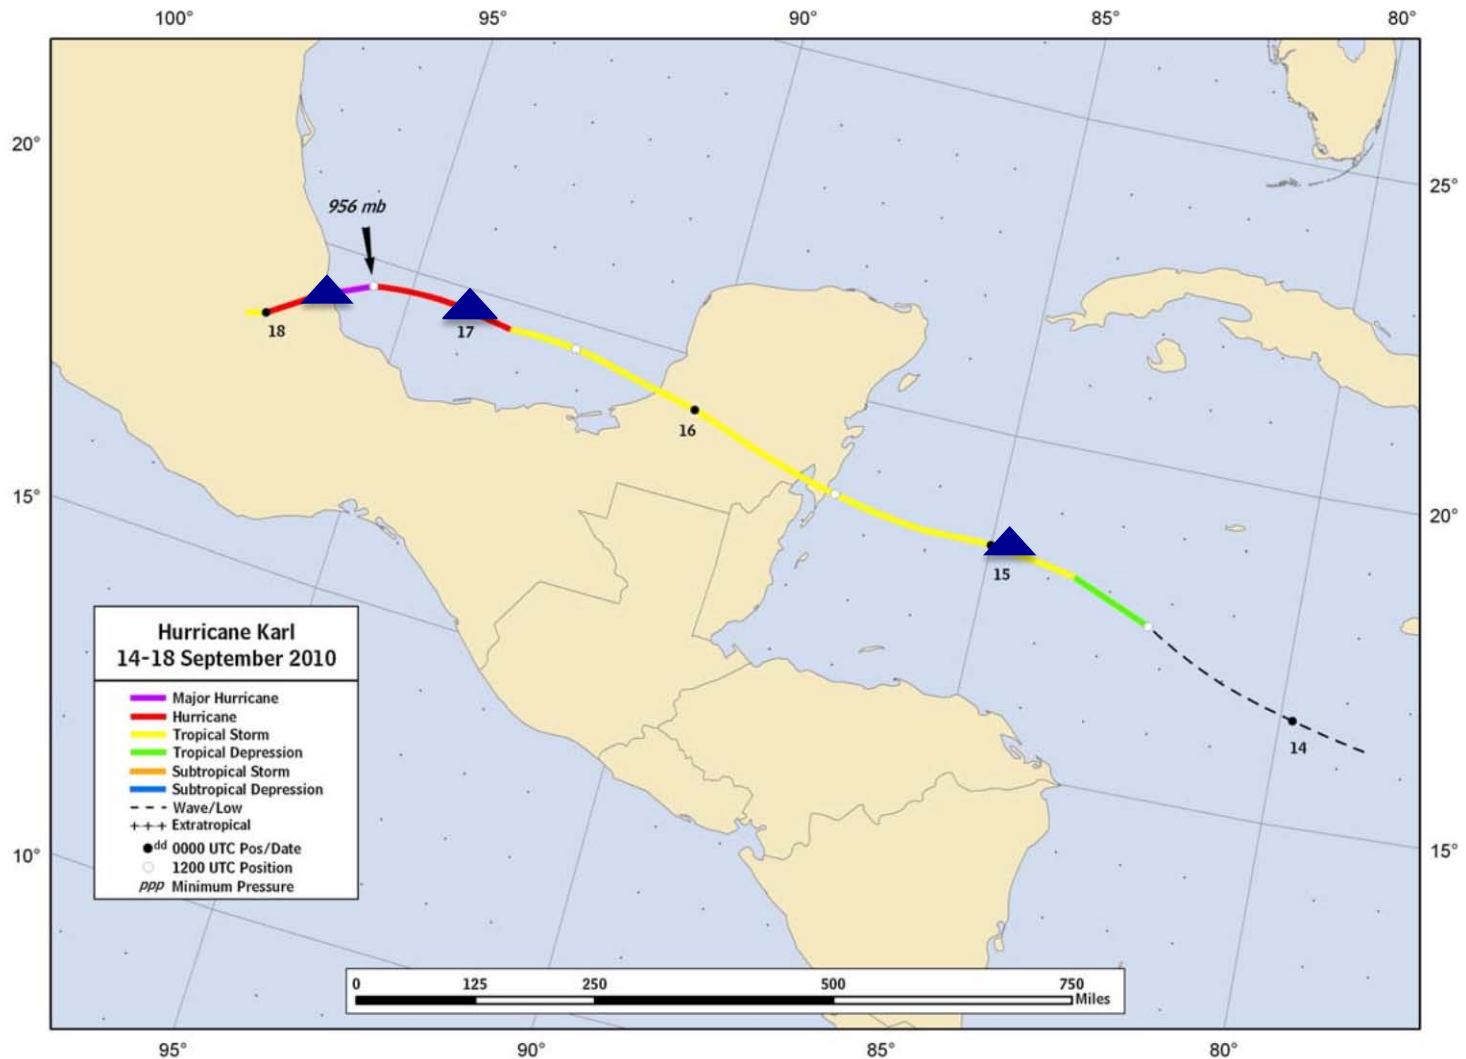 100°
95°
90°
85°
80°
20°
25°
956 mb
18
17
16
15°
20°
15
Hurricane Karl
14-18 September 2010
Major Hurricane
Hurricane
Tropical Storm
Tropical Depression
Subtropical Storm
Subtropical Depression
Wave/Low
Extratropical
dd 0000 UTC Pos/Date
1200 UTC Position
ppp Minimum Pressure
14
10°
15°
0 125 250 500 750
Miles
95°
90°
85°
80°